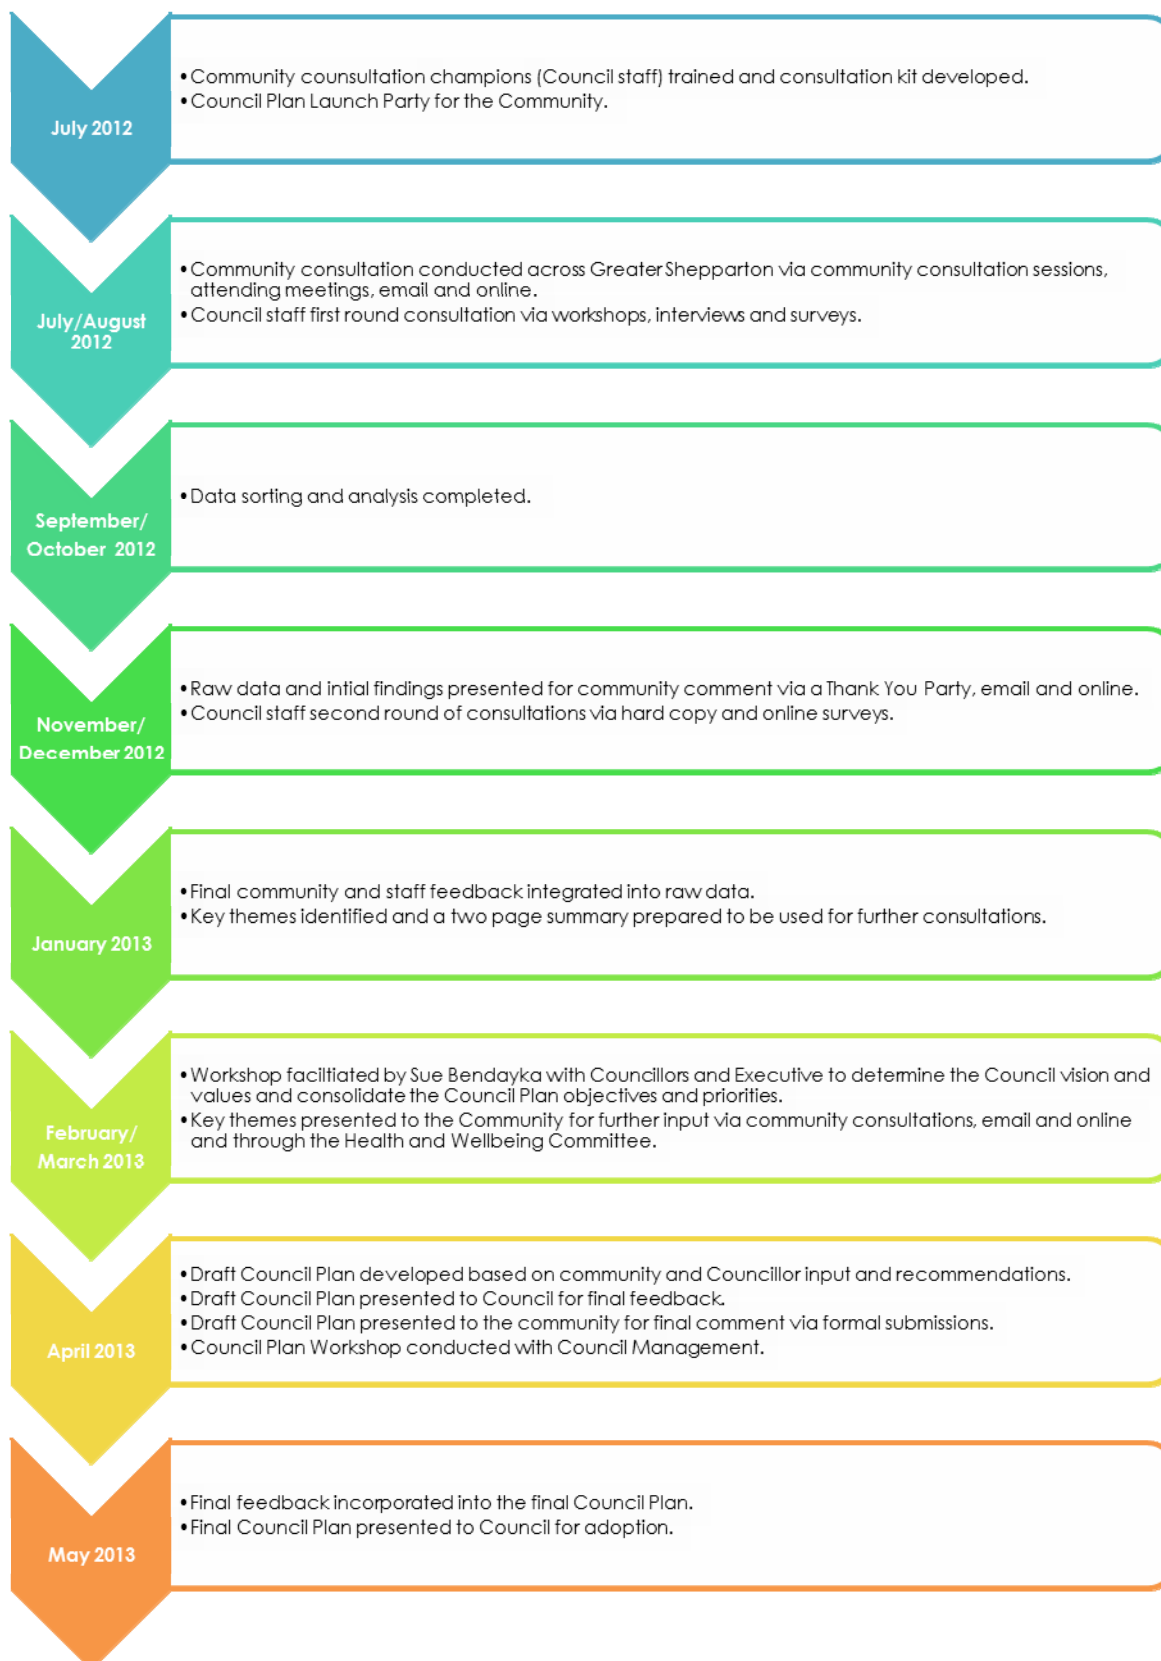 July 2012
•Community counsultation champions (Council staff) trained and consultation kit developed.
•Council Plan Launch Party for the Community.
July/August
2012
•Community consultation conducted across Greater Shepparton via community consultation sessions,
attending meetings, email and online.
•Council staff first round consultation via workshops, interviews and surveys.
September/
October 2012
•Data sorting and analysis completed.
November/
December 2012
•Raw data and intial findings presented for community comment via a Thank You Party, email and online.
•Council staff second round of consultations via hard copy and online surveys.
January 2013
•Final community and staff feedback integrated into raw data.
•Key themes identified and a two page summary prepared to be used for further consultations.
February/
March 2013
•Workshop faciltiated by Sue Bendayka with Councillors and Executive to determine the Council vision and
values and consolidate the Council Plan objectives and priorities.
•Key themes presented to the Community for further input via community consultations, email and online
and through the Health and Wellbeing Committee.
April 2013
•Draft Council Plan developed based on community and Councillor input and recommendations.
•Draft Council Plan presented to Council for final feedback.
•Draft Council Plan presented to the community for final comment via formal submissions.
•Council Plan Workshop conducted with Council Management.
May 2013
•Final feedback incorporated into the final Council Plan.
•Final Council Plan presented to Council for adoption.